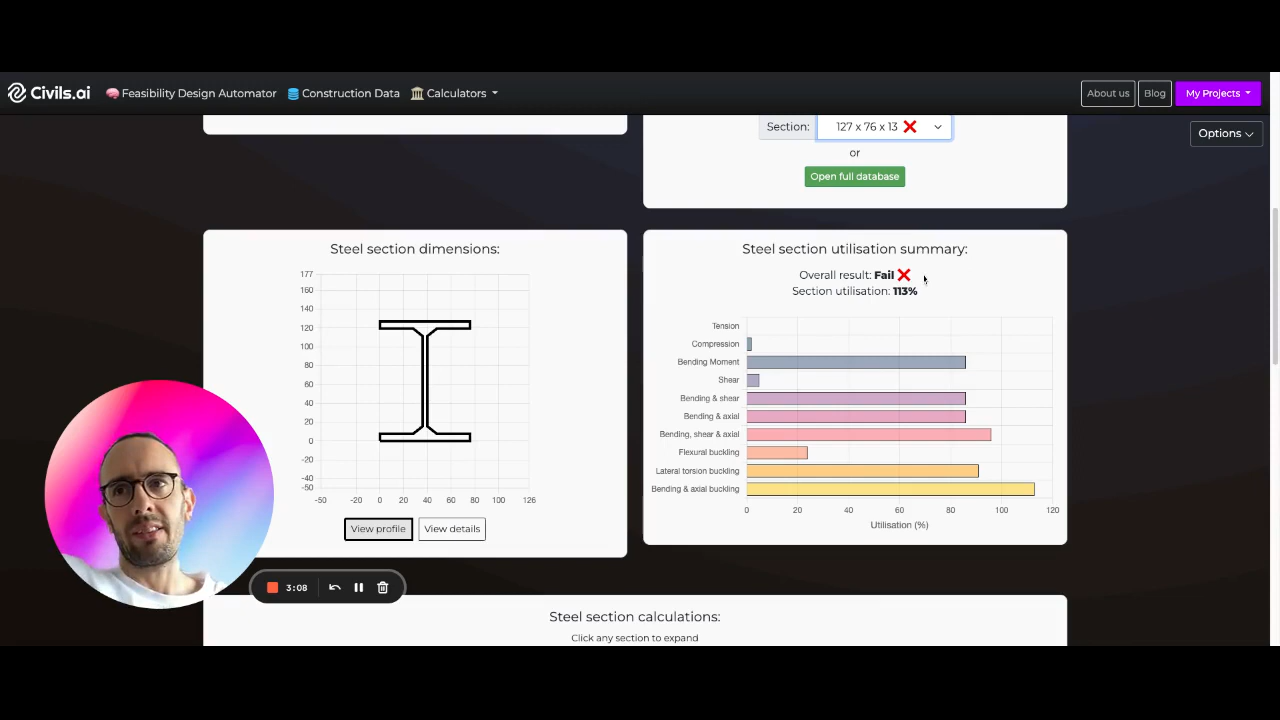 Civils.ai
Feasibility Design Automator
Construction Data
Calculators
About us
Blog
My Projects
Options
Section:
127 x 76 x 13
or
Open full database
Steel section dimensions:
177
160
140
120
100
80
60
40
20
0
-20
-40
-50
-50
-20
0
20
40
60
80
100
126
View profile
View details
Steel section utilisation summary:
Overall result: Fail
Section utilisation: 113%
Tension
Compression
Bending Moment
Shear
Bending & shear
Bending & axial
Bending, shear & axial
Flexural buckling
Lateral torsion buckling
Bending & axial buckling
0
20
40
60
80
100
120
Utilisation (%)
3:08
Steel section calculations:
Click any section to expand